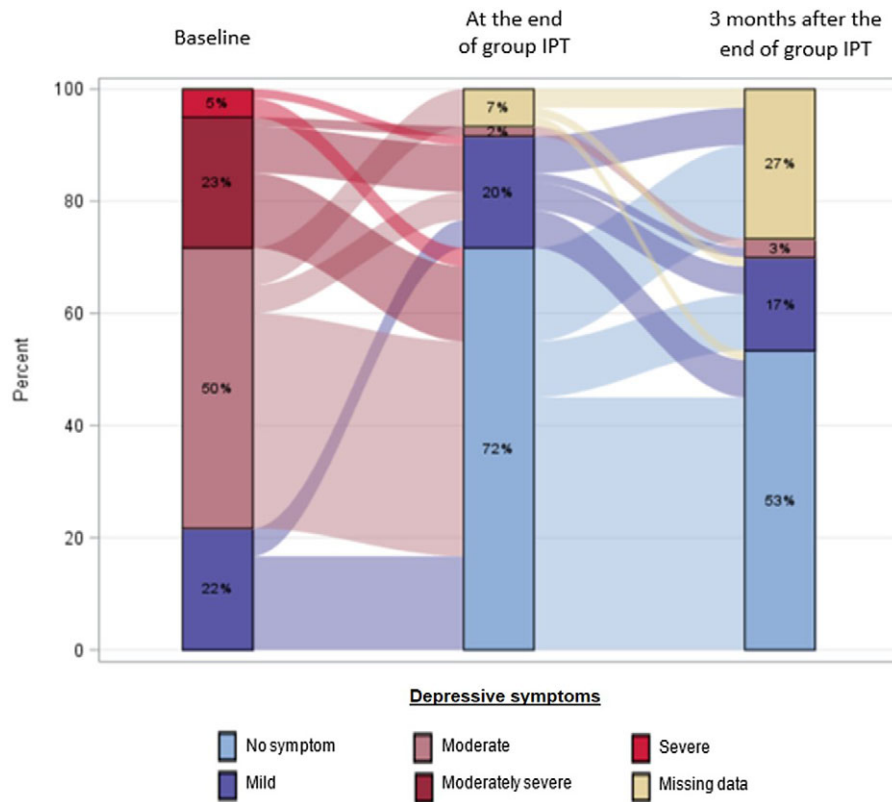 Baseline
At the end
of group IPT
3 months after the
end of group IPT
Percent
100
80
60
40
20
0
5%
23%
50%
22%
7%
2%
20%
72%
27%
3%
17%
53%
Depressive symptoms
No symptom
Moderate
Severe
Mild
Moderately severe
Missing data